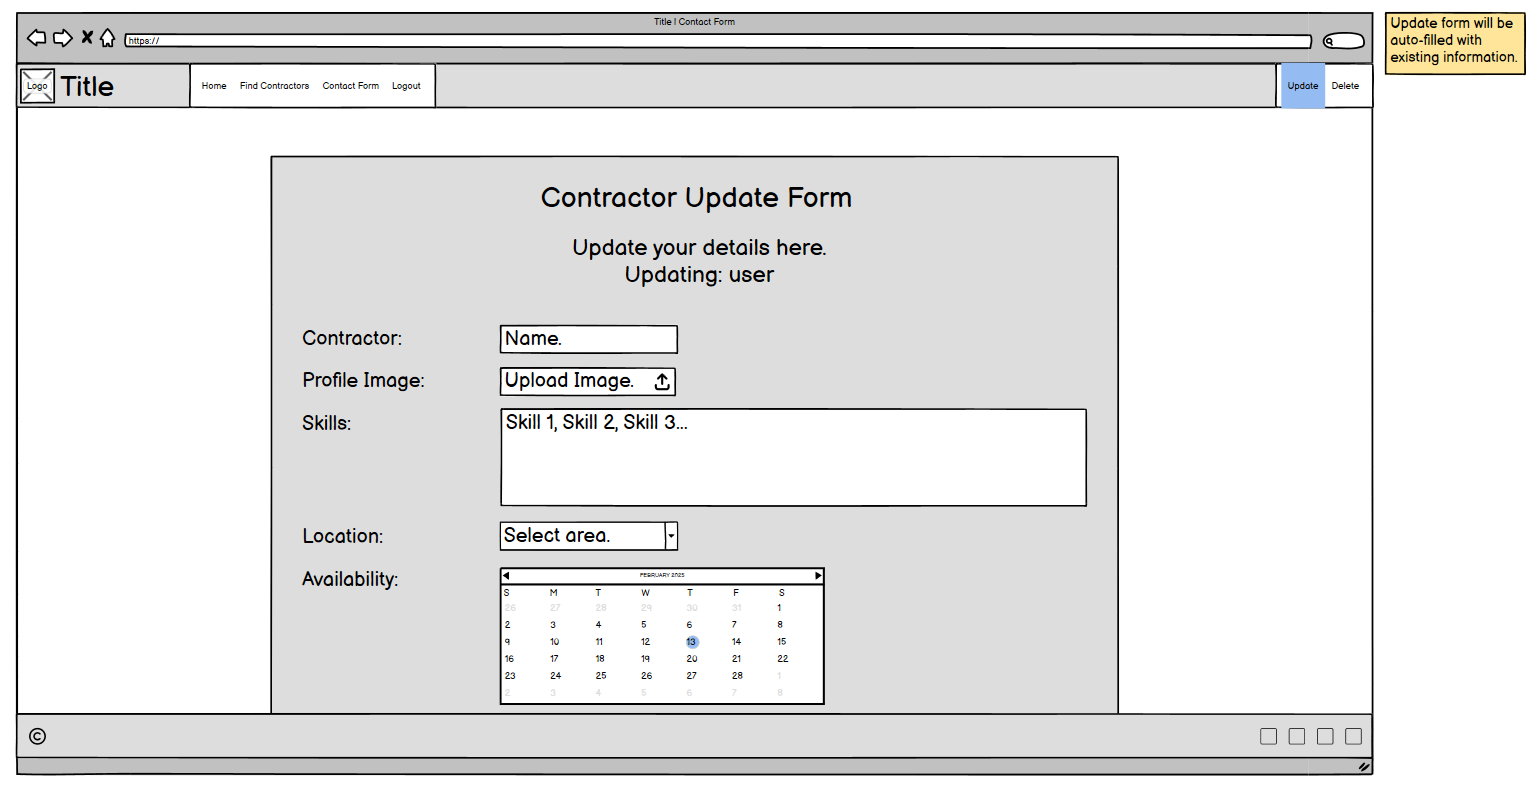 Title | Contact Form
https://
Update form will be
auto-filled with
existing information.
Logo
Title
Home Find Contractors Contact Form Logout
Update Delete
Contractor Update Form
Update your details here.
Updating: user
Contractor: Name.
Profile Image: Upload Image.
Skills: Skill 1, Skill 2, Skill 3...
Location: Select area.
Availability:
FEBRUARY 2025
S M T W T F S
26 27 28 29 30 31 1
2 3 4 5 6 7 8
9 10 11 12 13 14 15
16 17 18 19 20 21 22
23 24 25 26 27 28 1
2 3 4 5 6 7 8
©